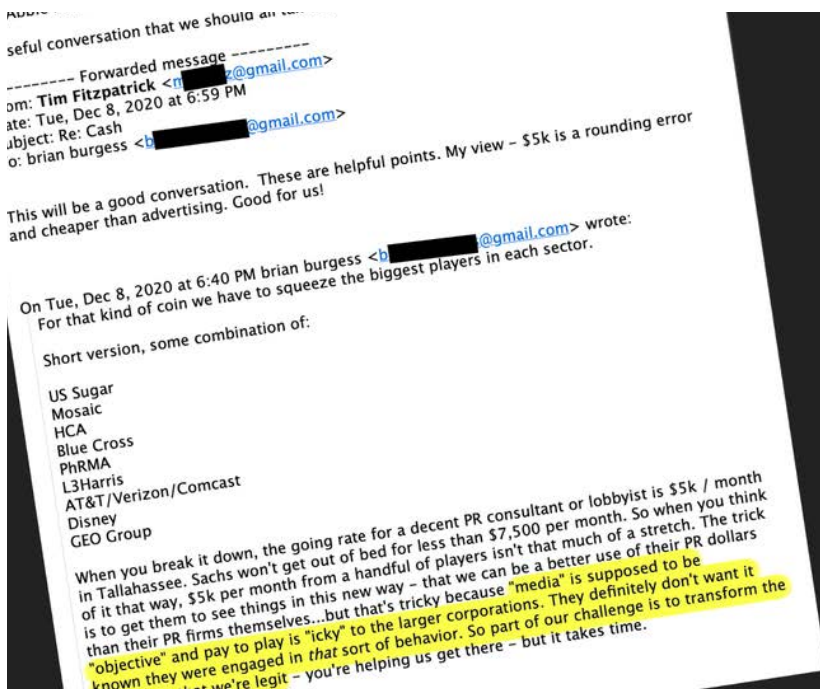 seful conversation that we should all
-------- Forwarded message ---------
om: Tim Fitzpatrick <m z@gmail.com>
ate: Tue, Dec 8, 2020 at 6:59 PM
ubject: Re: Cash
o: brian burgess <b @gmail.com>
This will be a good conversation. These are helpful points. My view – $5k is a rounding error
and cheaper than advertising. Good for us!
On Tue, Dec 8, 2020 at 6:40 PM brian burgess <b @gmail.com> wrote:
For that kind of coin we have to squeeze the biggest players in each sector.
Short version, some combination of:
US Sugar
Mosaic
HCA
Blue Cross
PhRMA
L3Harris
AT&T/Verizon/Comcast
Disney
GEO Group
When you break it down, the going rate for a decent PR consultant or lobbyist is $5k / month
in Tallahassee. Sachs won't get out of bed for less than $7,500 per month. So when you think
of it that way, $5k per month from a handful of players isn't that much of a stretch. The trick
is to get them to see things in this new way – that we can be a better use of their PR dollars
than their PR firms themselves...but that's tricky because "media" is supposed to be
"objective" and pay to play is "icky" to the larger corporations. They definitely don't want it
known they were engaged in that sort of behavior. So part of our challenge is to transform the
we're legit – you're helping us get there – but it takes time.